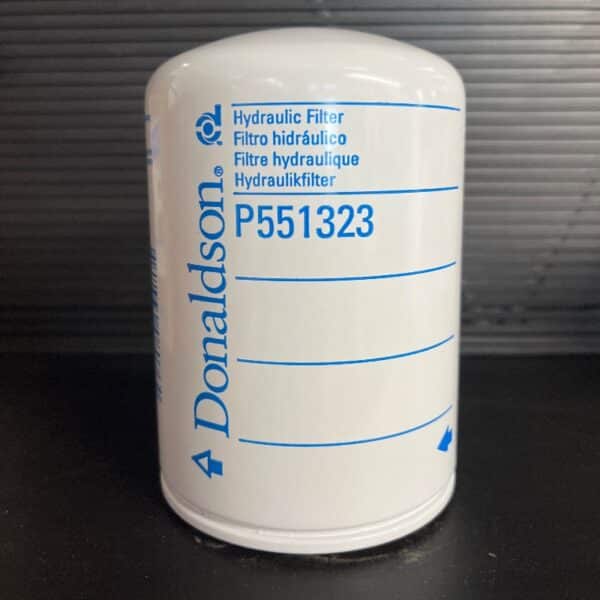 Hydraulic Filter
Filtro hidráulico
Filtre hydraulique
Hydraulikfilter
P551323
Donaldson®